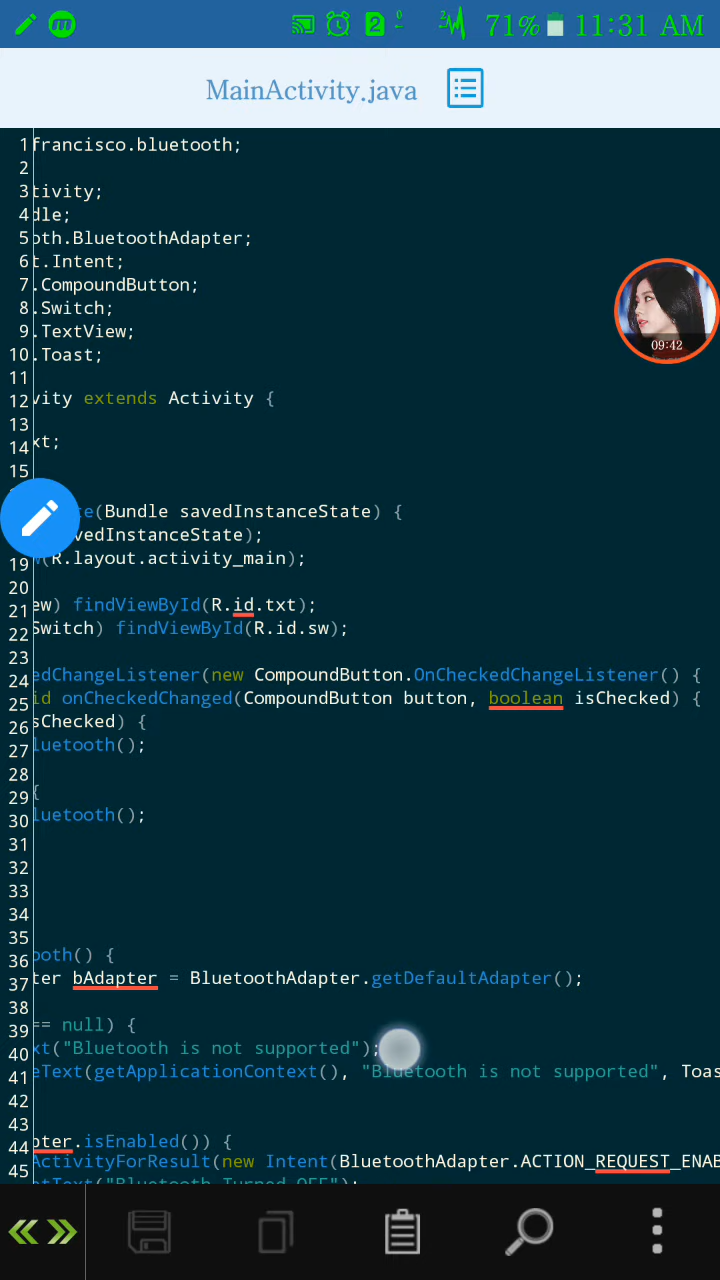 71% 11:31 AM
MainActivity.java
1 francisco.bluetooth;
2
3 tivity;
4 dle;
5 oth.BluetoothAdapter;
6 t.Intent;
7 .CompoundButton;
8 .Switch;
9 .TextView;
10 .Toast;
11
12 vity extends Activity {
13
14 xt;
15
te(Bundle savedInstanceState) {
vedInstanceState);
19 w(R.layout.activity_main);
20
21 ew) findViewById(R.id.txt);
22 Switch) findViewById(R.id.sw);
23
24 edChangeListener(new CompoundButton.OnCheckedChangeListener() {
25 id onCheckedChanged(CompoundButton button, boolean isChecked) {
26 sChecked) {
27 luetooth();
28
29 {
30 luetooth();
31
32
33
34
35
36 ooth() {
37 ter bAdapter = BluetoothAdapter.getDefaultAdapter();
38
39 == null) {
40 xt("Bluetooth is not supported");
41 eText(getApplicationContext(), "Bluetooth is not supported", Toas
42
43
44 pter.isEnabled()) {
45 ActivityForResult(new Intent(BluetoothAdapter.ACTION_REQUEST_ENAB
etText("Bluetooth Turned OFF");
09:42